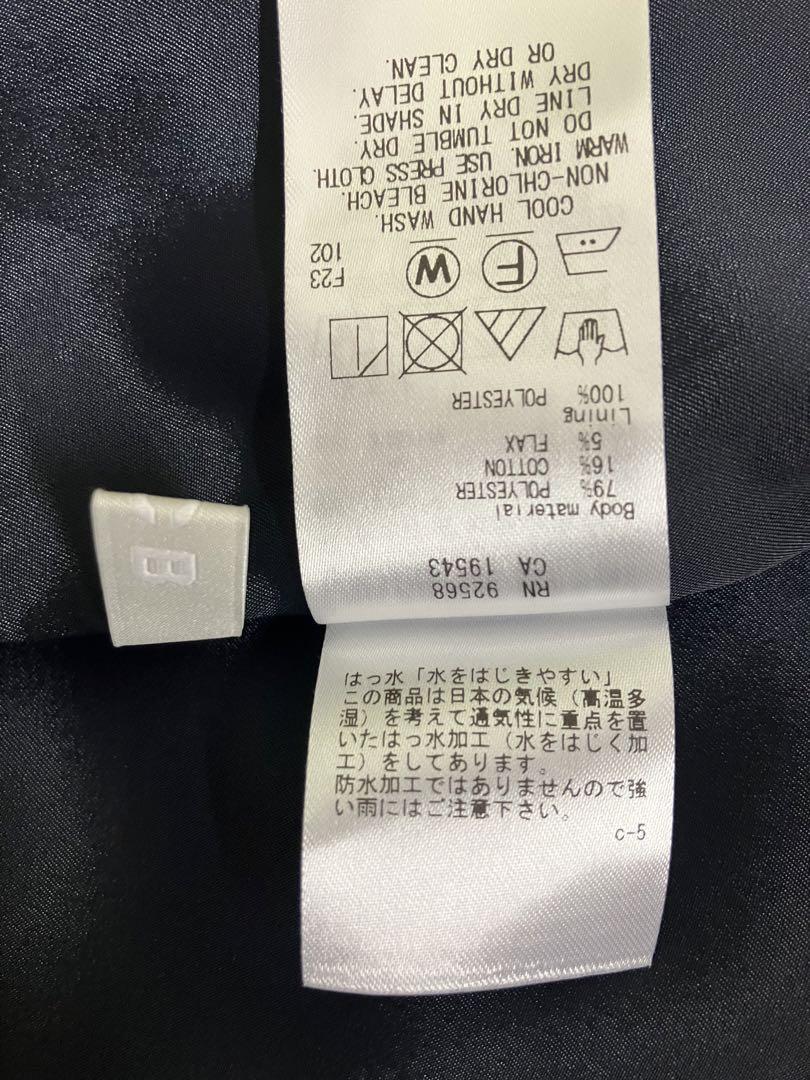 RN 92568
CA 19543
Body material
79% POLYESTER
16% COTTON
5% FLAX
Lining
100% POLYESTER
F
W
F23
102
COOL HAND WASH.
NON-CHLORINE BLEACH.
WARM IRON. USE PRESS CLOTH.
DO NOT TUMBLE DRY.
LINE DRY IN SHADE.
DRY WITHOUT DELAY.
OR DRY CLEAN.
B
はっ水「水をはじきやすい」
この商品は日本の気候（高温多
湿）を考えて通気性に重点を置
いたはっ水加工（水をはじく加
工）をしてあります。
防水加工ではありませんので強
い雨にはご注意下さい。
c-5